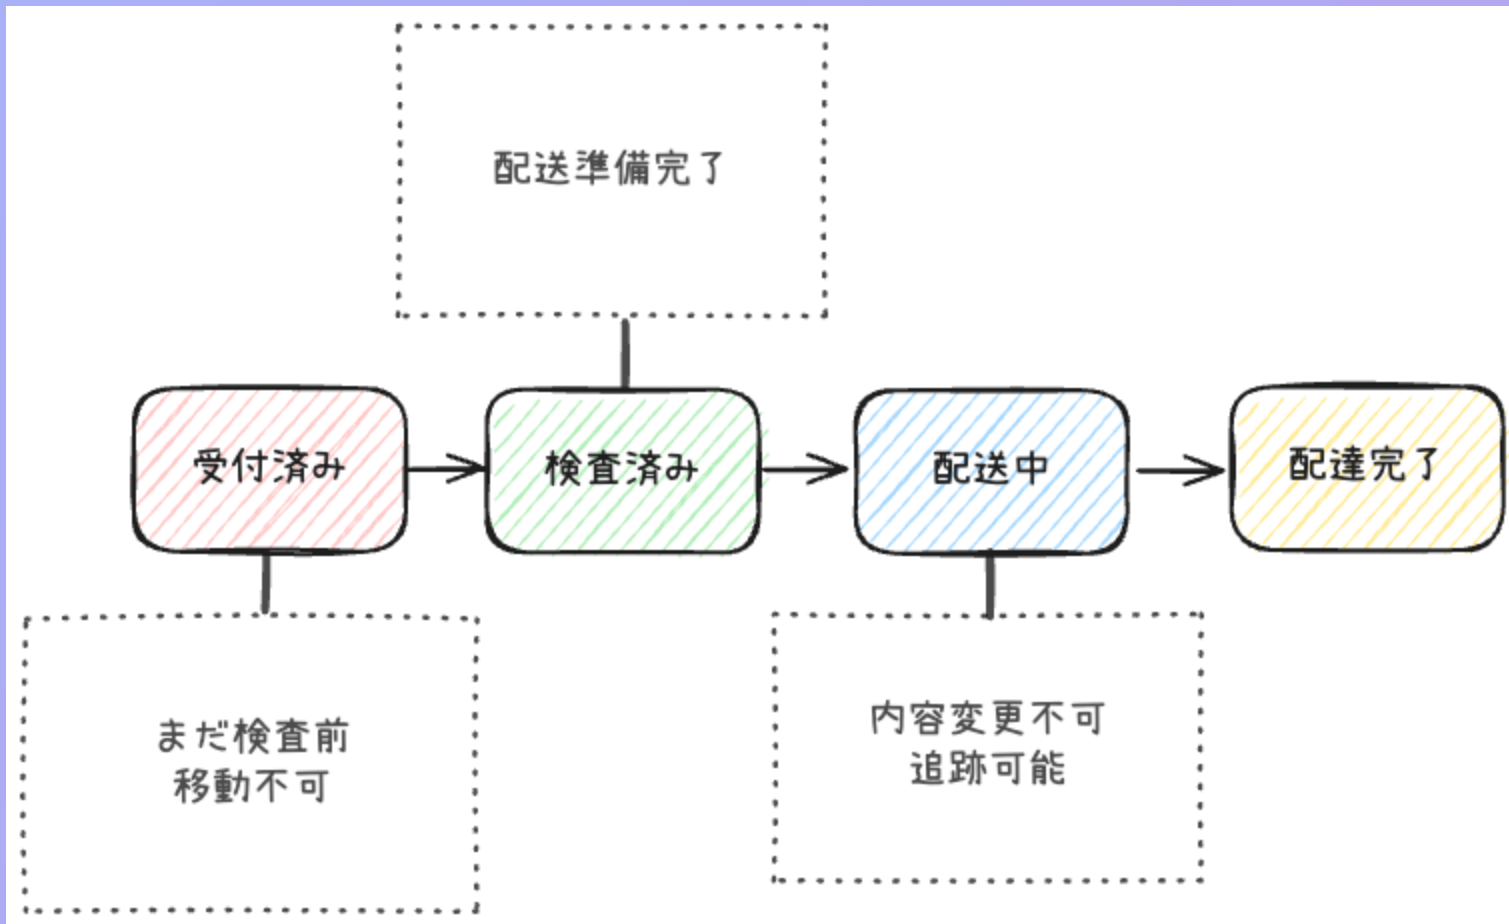 配送準備完了
受付済み
検査済み
配送中
配達完了
まだ検査前
移動不可
内容変更不可
追跡可能